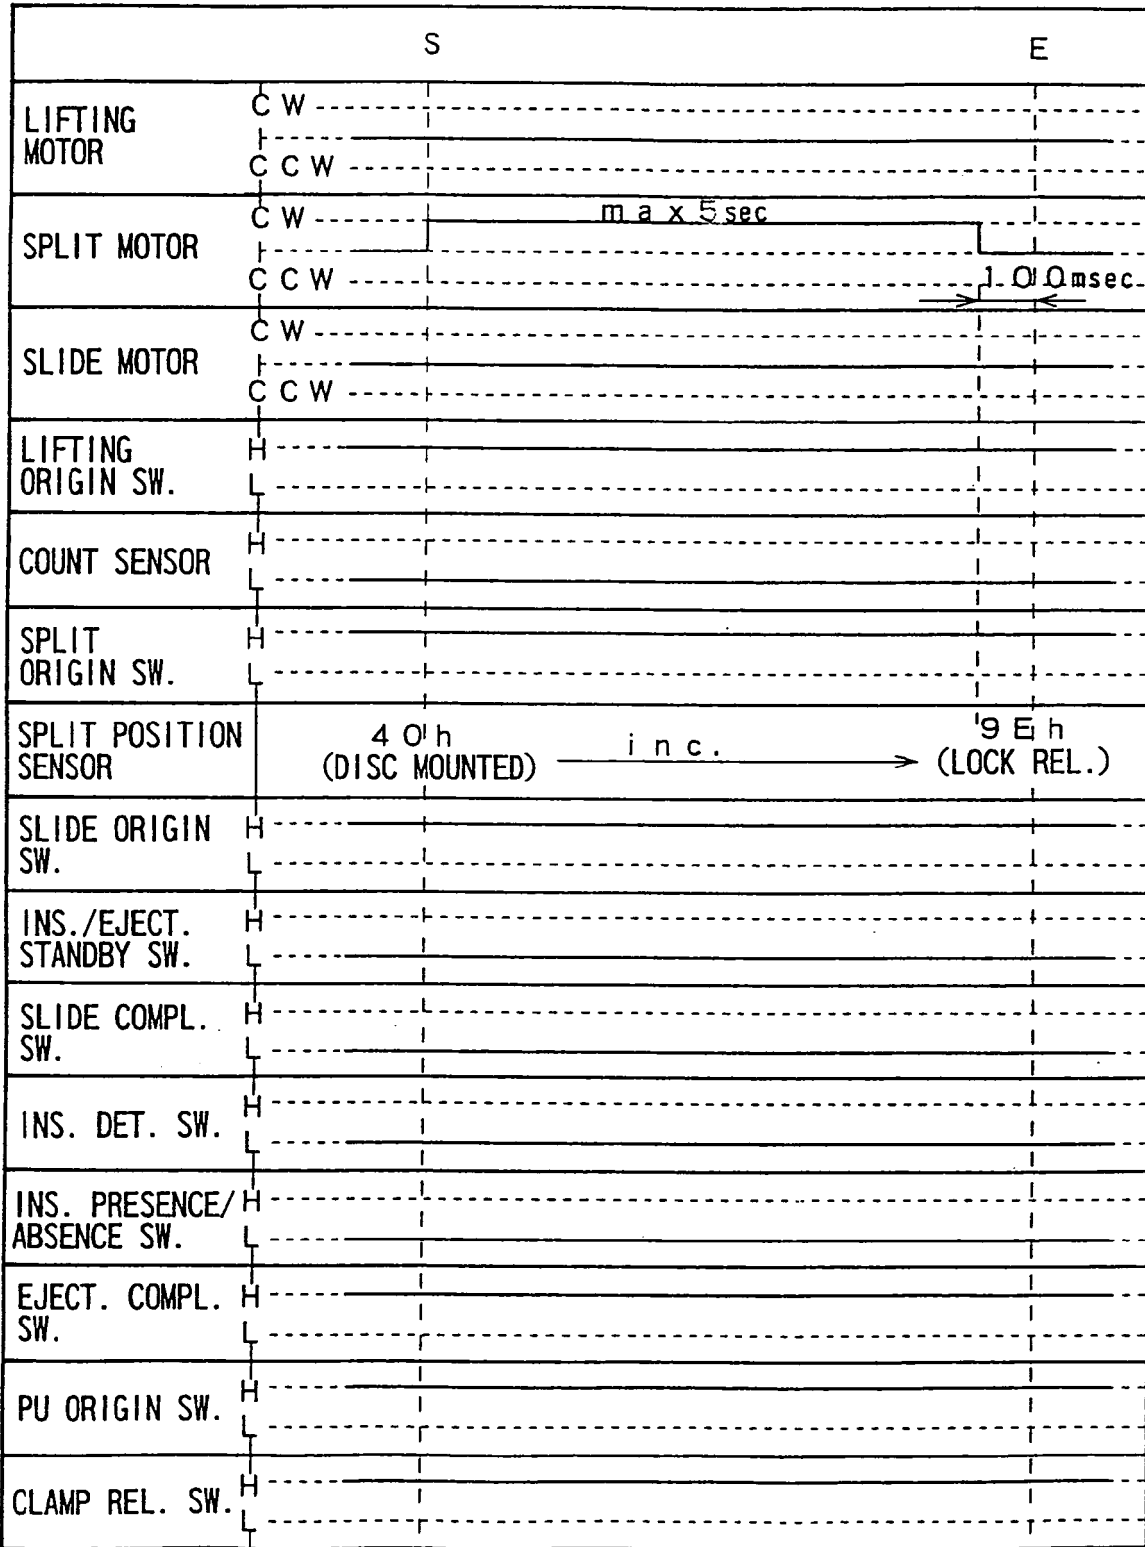 S E
LIFTING MOTOR
CW
CCW
SPLIT MOTOR
CW
max 5sec
CCW
100msec
SLIDE MOTOR
CW
CCW
LIFTING ORIGIN SW.
H
L
COUNT SENSOR
H
L
SPLIT ORIGIN SW.
H
L
SPLIT POSITION SENSOR
40h
(DISC MOUNTED)
inc.
9Eh
(LOCK REL.)
SLIDE ORIGIN SW.
H
L
INS./EJECT. STANDBY SW.
H
L
SLIDE COMPL. SW.
H
L
INS. DET. SW.
H
L
INS. PRESENCE/ ABSENCE SW.
H
L
EJECT. COMPL. SW.
H
L
PU ORIGIN SW.
H
L
CLAMP REL. SW.
H
L